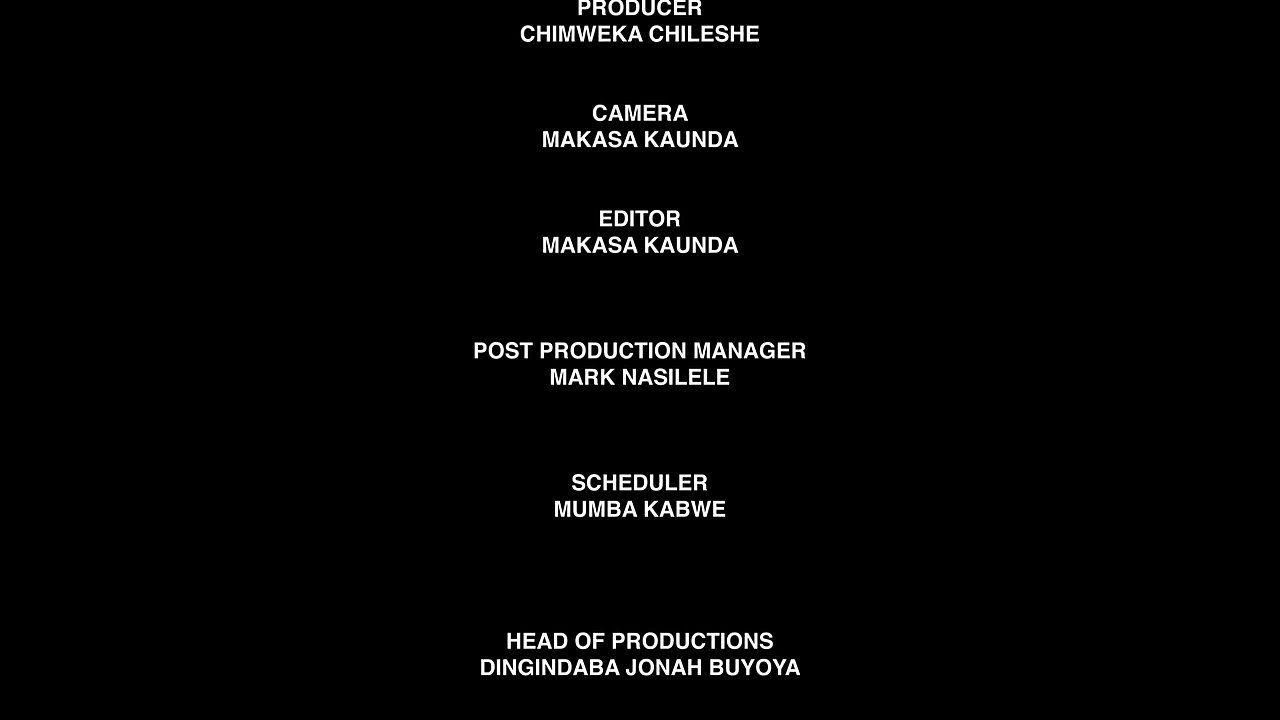 PRODUCER
CHIMWEKA CHILESHE
CAMERA
MAKASA KAUNDA
EDITOR
MAKASA KAUNDA
POST PRODUCTION MANAGER
MARK NASILELE
SCHEDULER
MUMBA KABWE
HEAD OF PRODUCTIONS
DINGINDABA JONAH BUYOYA